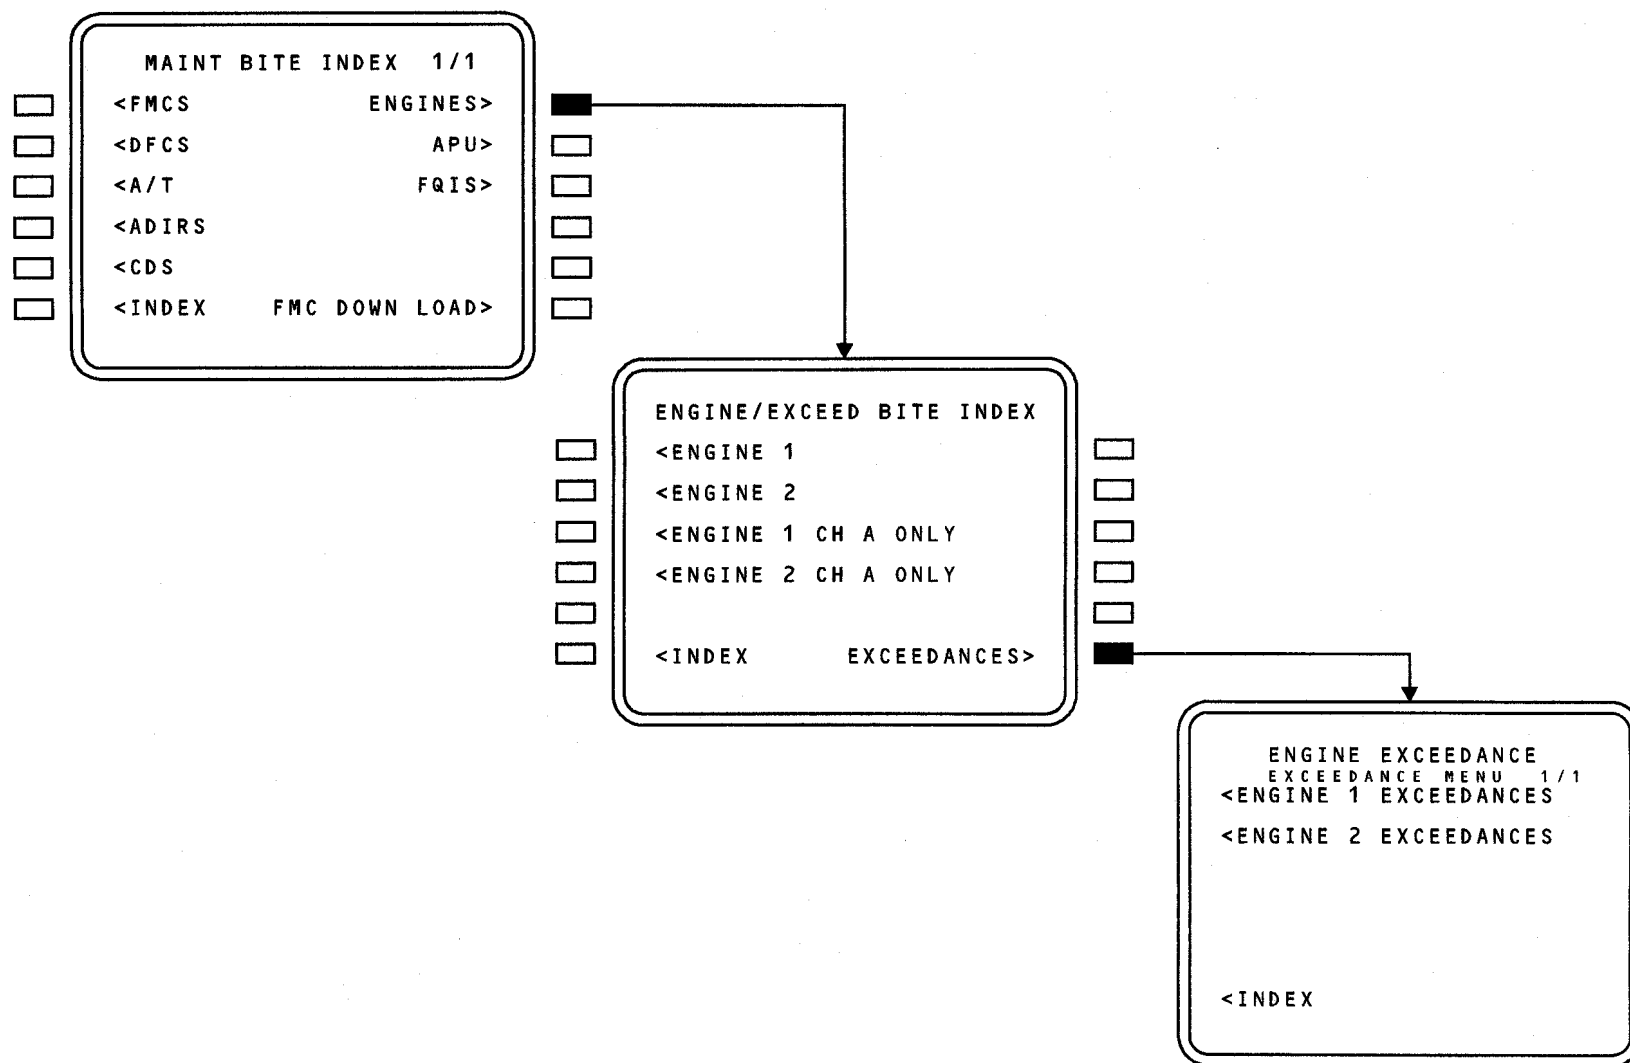 MAINT BITE INDEX 1/1
<FMCS ENGINES>
<DFCS APU>
<A/T FQIS>
<ADIRS
<CDS
<INDEX FMC DOWN LOAD>
ENGINE/EXCEED BITE INDEX
<ENGINE 1
<ENGINE 2
<ENGINE 1 CH A ONLY
<ENGINE 2 CH A ONLY
<INDEX EXCEEDANCES>
ENGINE EXCEEDANCE
EXCEEDANCE MENU 1/1
<ENGINE 1 EXCEEDANCES
<ENGINE 2 EXCEEDANCES
<INDEX